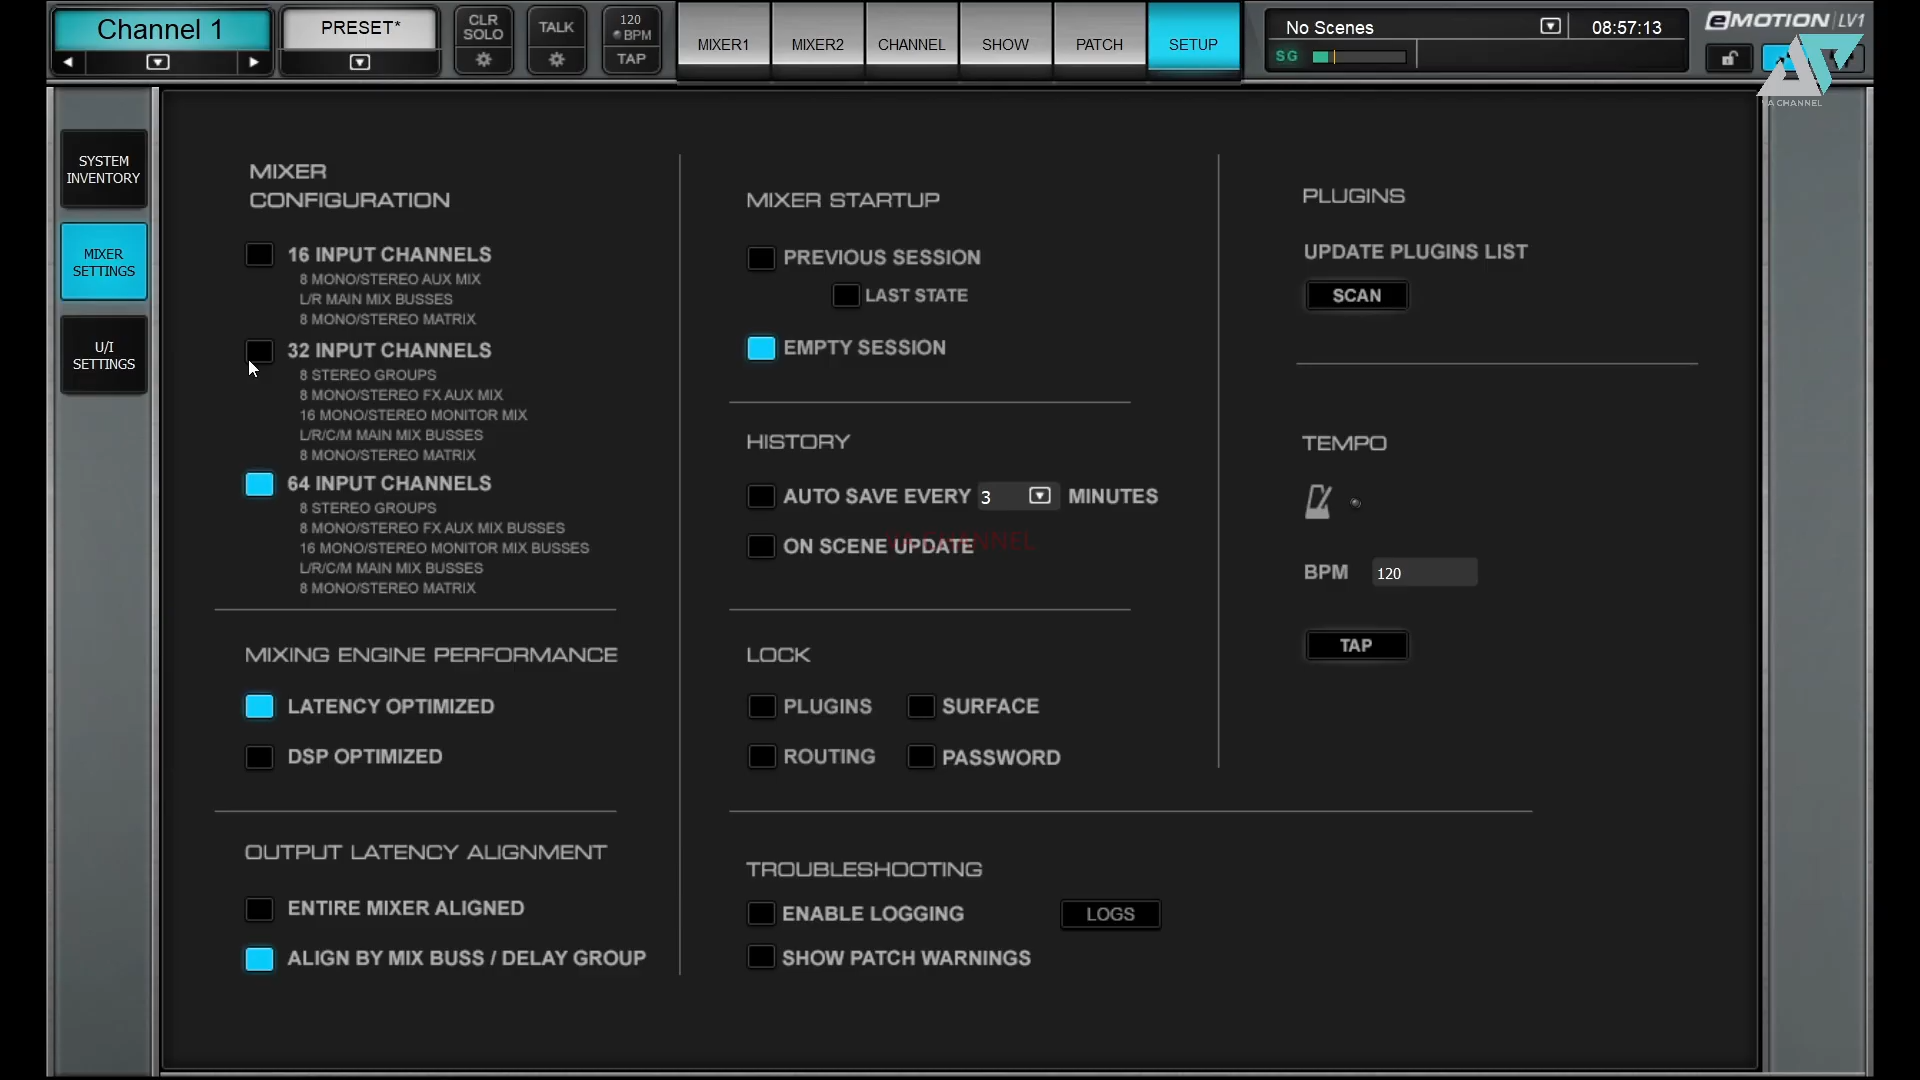 Channel 1
PRESET*
CLR SOLO
TALK
120
BPM
TAP
MIXER1
MIXER2
CHANNEL
SHOW
PATCH
SETUP
No Scenes
08:57:13
SG
eMOTION LV1
VA CHANNEL
SYSTEM
INVENTORY
MIXER
SETTINGS
U/I
SETTINGS
MIXER
CONFIGURATION
16 INPUT CHANNELS
8 MONO/STEREO AUX MIX
L/R MAIN MIX BUSSES
8 MONO/STEREO MATRIX
32 INPUT CHANNELS
8 STEREO GROUPS
8 MONO/STEREO FX AUX MIX
16 MONO/STEREO MONITOR MIX
L/R/C/M MAIN MIX BUSSES
8 MONO/STEREO MATRIX
64 INPUT CHANNELS
8 STEREO GROUPS
8 MONO/STEREO FX AUX MIX BUSSES
16 MONO/STEREO MONITOR MIX BUSSES
L/R/C/M MAIN MIX BUSSES
8 MONO/STEREO MATRIX
MIXING ENGINE PERFORMANCE
LATENCY OPTIMIZED
DSP OPTIMIZED
OUTPUT LATENCY ALIGNMENT
ENTIRE MIXER ALIGNED
ALIGN BY MIX BUSS / DELAY GROUP
MIXER STARTUP
PREVIOUS SESSION
LAST STATE
EMPTY SESSION
HISTORY
AUTO SAVE EVERY 3 MINUTES
VA CHANNEL
ON SCENE UPDATE
LOCK
PLUGINS SURFACE
ROUTING PASSWORD
TROUBLESHOOTING
ENABLE LOGGING LOGS
SHOW PATCH WARNINGS
PLUGINS
UPDATE PLUGINS LIST
SCAN
TEMPO
BPM 120
TAP